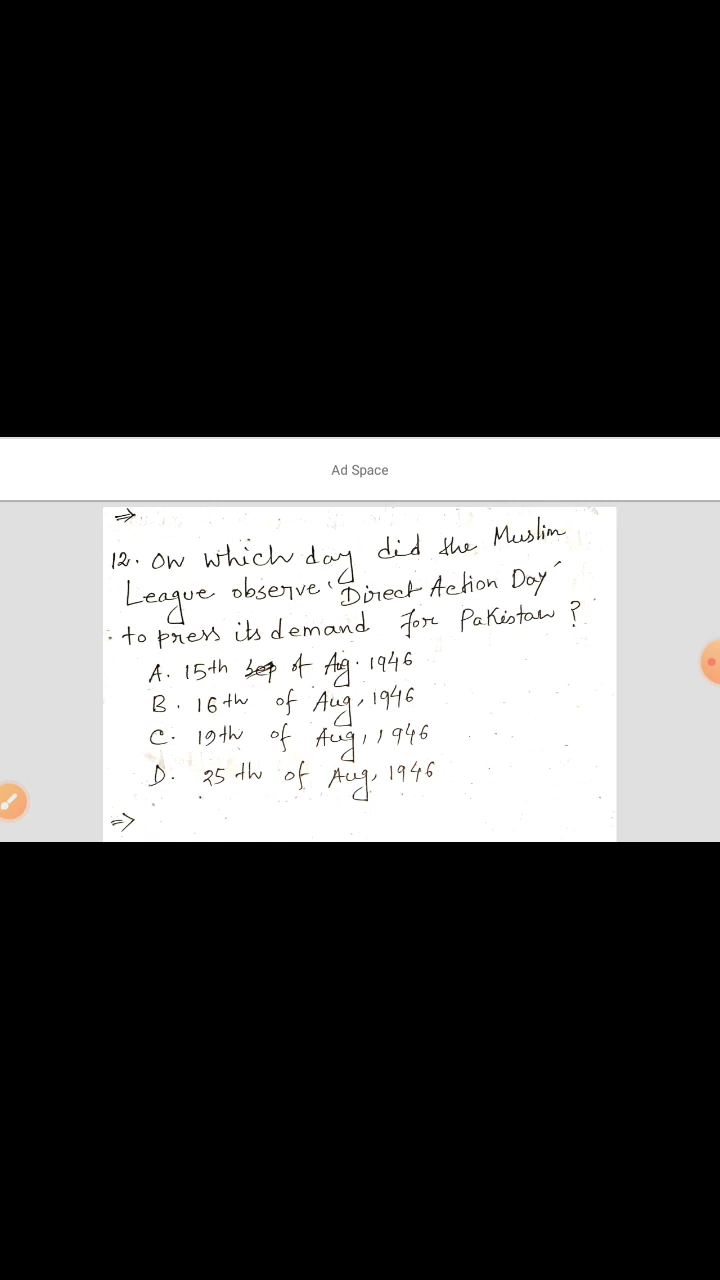 Ad Space
⇒
12. On which day did the Muslim
League observe 'Direct Action Day'
to press its demand for Pakistan ?
A. 15th of Aug. 1946
B. 16th of Aug, 1946
C. 19th of Aug, 1946
D. 25th of Aug, 1946
⇒